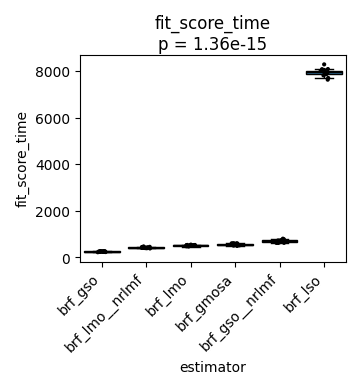 fit_score_time
p = 1.36e-15
fit_score_time
8000
6000
4000
2000
0
brf_gso
brf_lmo__nrlmf
brf_lmo
brf_gmosa
brf_gso__nrlmf
brf_lso
estimator